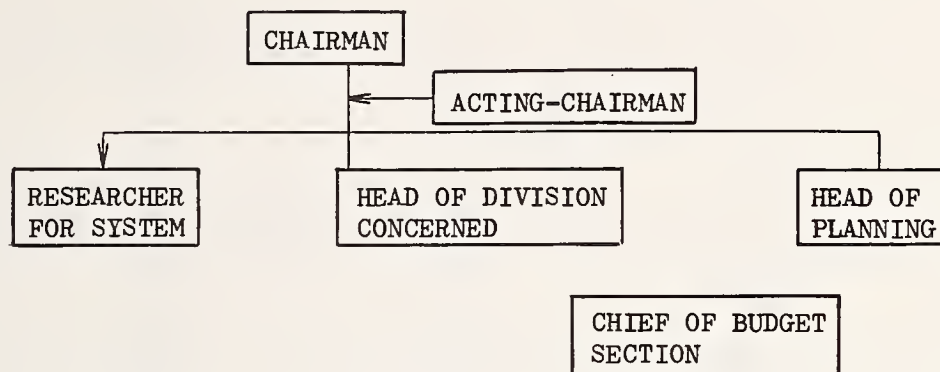 CHAIRMAN
ACTING-CHAIRMAN
RESEARCHER
FOR SYSTEM
HEAD OF DIVISION
CONCERNED
HEAD OF
PLANNING
CHIEF OF BUDGET
SECTION